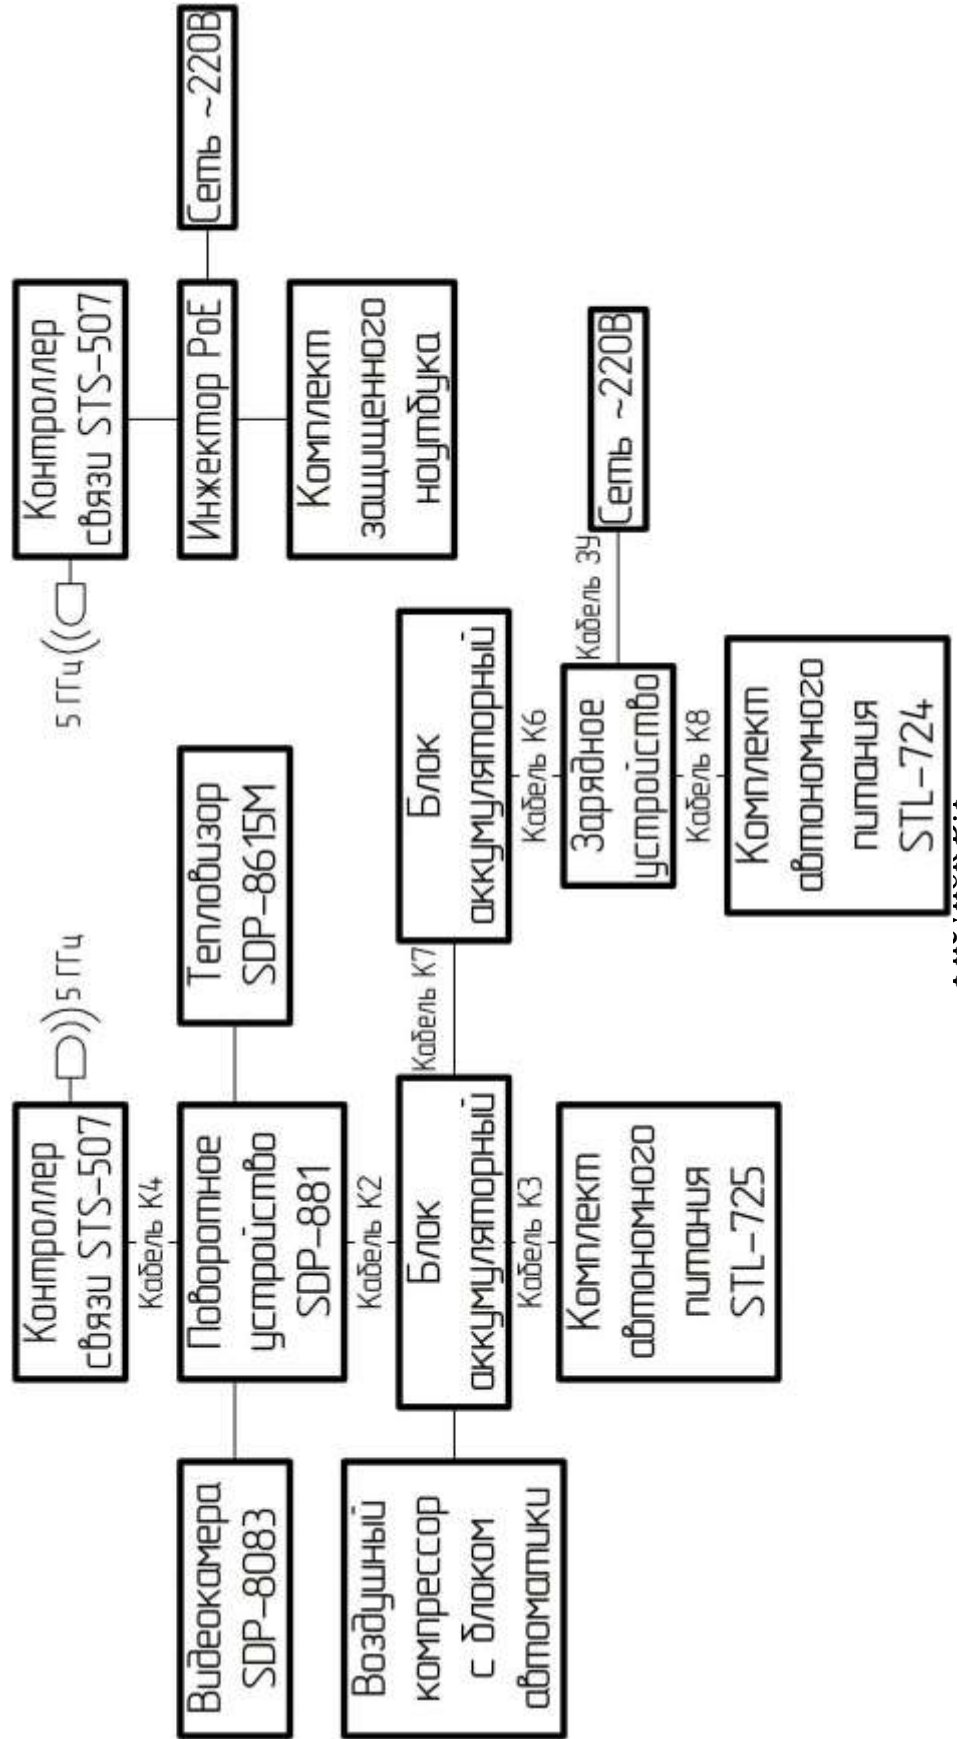 Контроллер
связи STS-507
5 ГГц
5 ГГц
Контроллер
связи STS-507
Кабель К4
Видеокамера
SDP-8083
Поворотное
устройство
SDP-881
Тепловизор
SDP-8615М
Инжектор PoE
Сеть ~220В
Комплект
защищенного
ноутбука
Кабель К2
Воздушный
компрессор
с блоком
автоматики
Блок
аккумуляторный
Кабель К7
Блок
аккумуляторный
Кабель К3
Кабель К6
Комплект
автономного
питания
STL-725
Зарядное
устройство
Кабель ЗУ
Сеть ~220В
Кабель К8
Комплект
автономного
питания
STL-724